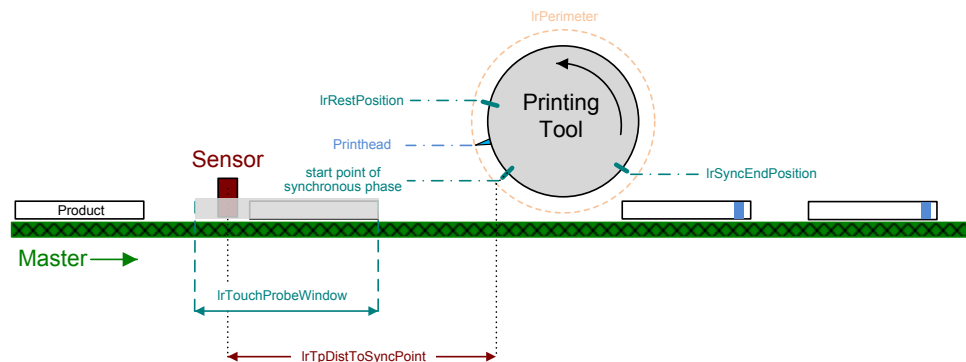 lrPerimeter
lrRestPosition
Printing
Tool
Printhead
Sensor
start point of
synchronous phase
lrSyncEndPosition
Product
Master
lrTouchProbeWindow
lrTpDistToSyncPoint